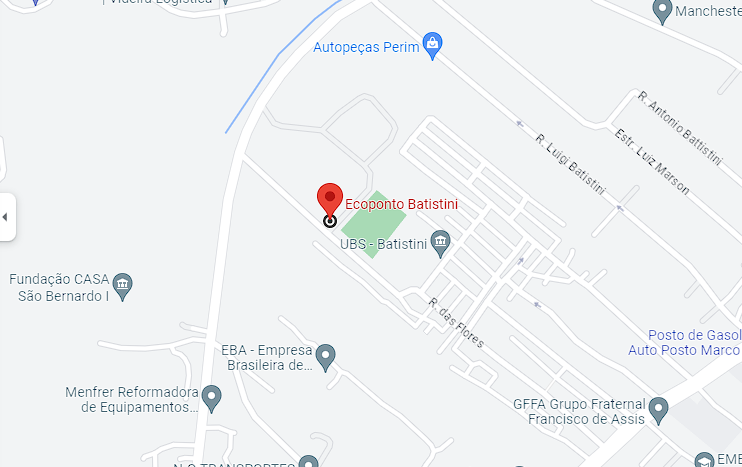 Videira Logística
Mancheste
Autopeças Perim
R. Antonio Battistini
Estr. Luiz Marson
R. Luigi Batistini
Ecoponto Batistini
UBS - Batistini
Fundação CASA
São Bernardo I
R. das Flores
Posto de Gasol
Auto Posto Marco
EBA - Empresa
Brasileira de...
Menfrer Reformadora
de Equipamentos...
GFFA Grupo Fraternal
Francisco de Assis
EME